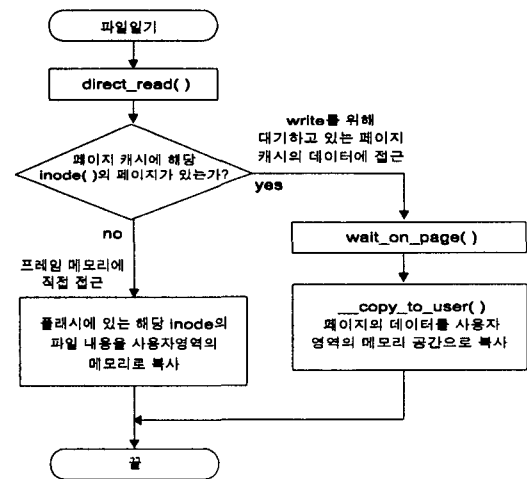 파일읽기
direct_read( )
페이지 캐시에 해당
inode( )의 페이지가 있는가?
write를 위해
대기하고 있는 페이지
캐시의 데이터에 접근
yes
no
wait_on_page( )
프레임 메모리에
직접 접근
__copy_to_user( )
페이지의 데이터를 사용자
영역의 메모리 공간으로 복사
플래시에 있는 해당 inode의
파일 내용을 사용자영역의
메모리로 복사
끝